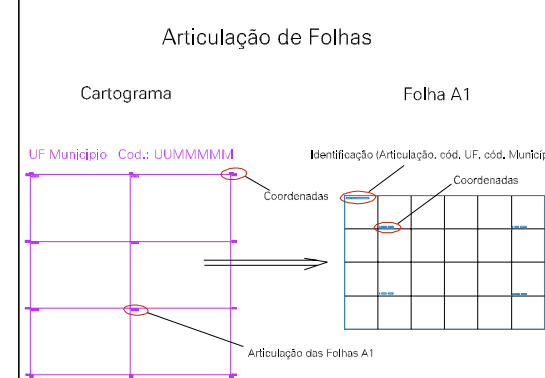 Articulação de Folhas
Cartograma
Folha A1
UF Município Cod.: UUMMMMM
Identificação (Articulação, cód. UF, cód. Municíp
Coordenadas
Coordenadas
Articulação das Folhas A1